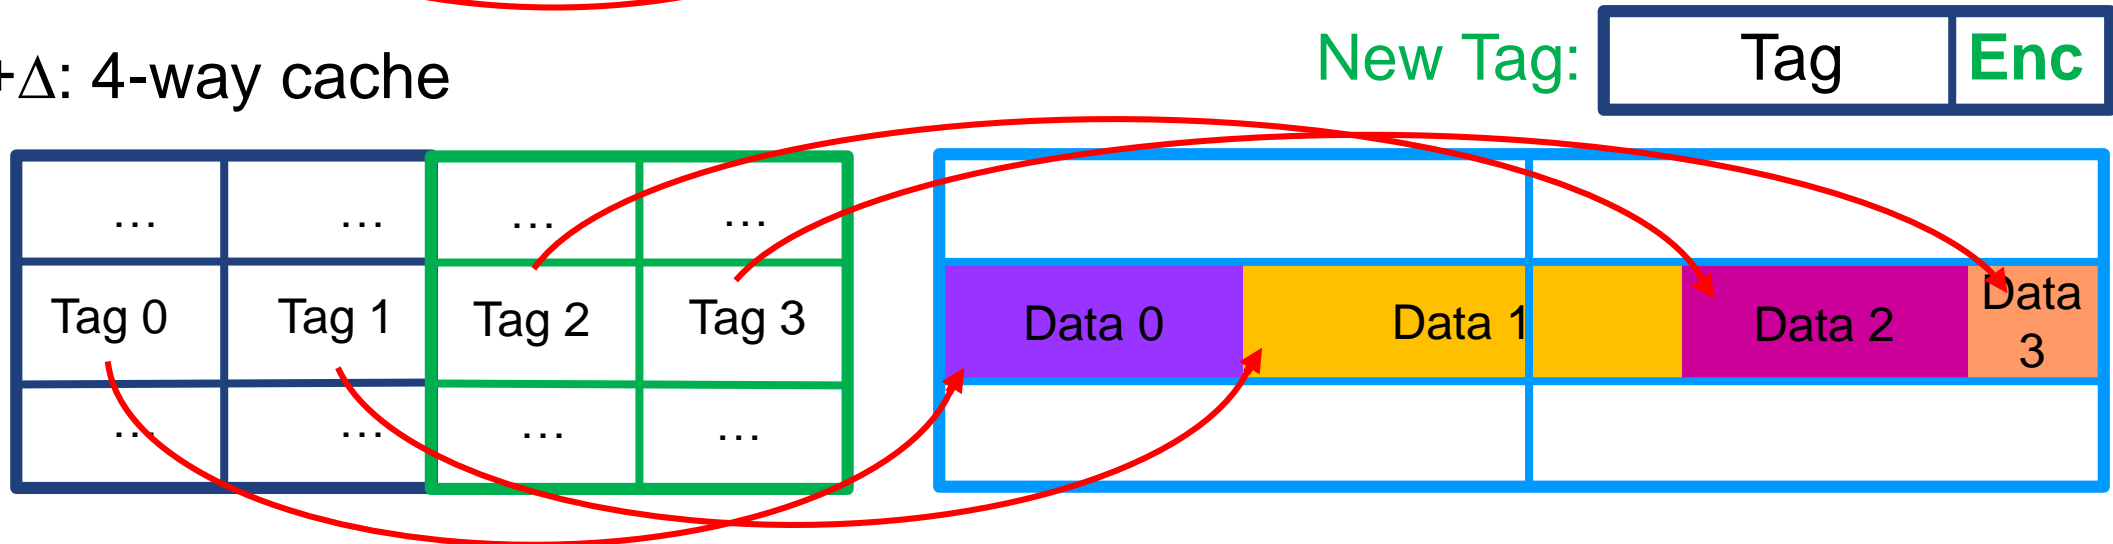 New Tag: Tag Enc
+Δ: 4-way cache
… … … …
Tag 0 Tag 1 Tag 2 Tag 3 Data 0 Data 1 Data 2 Data
3
… … … …